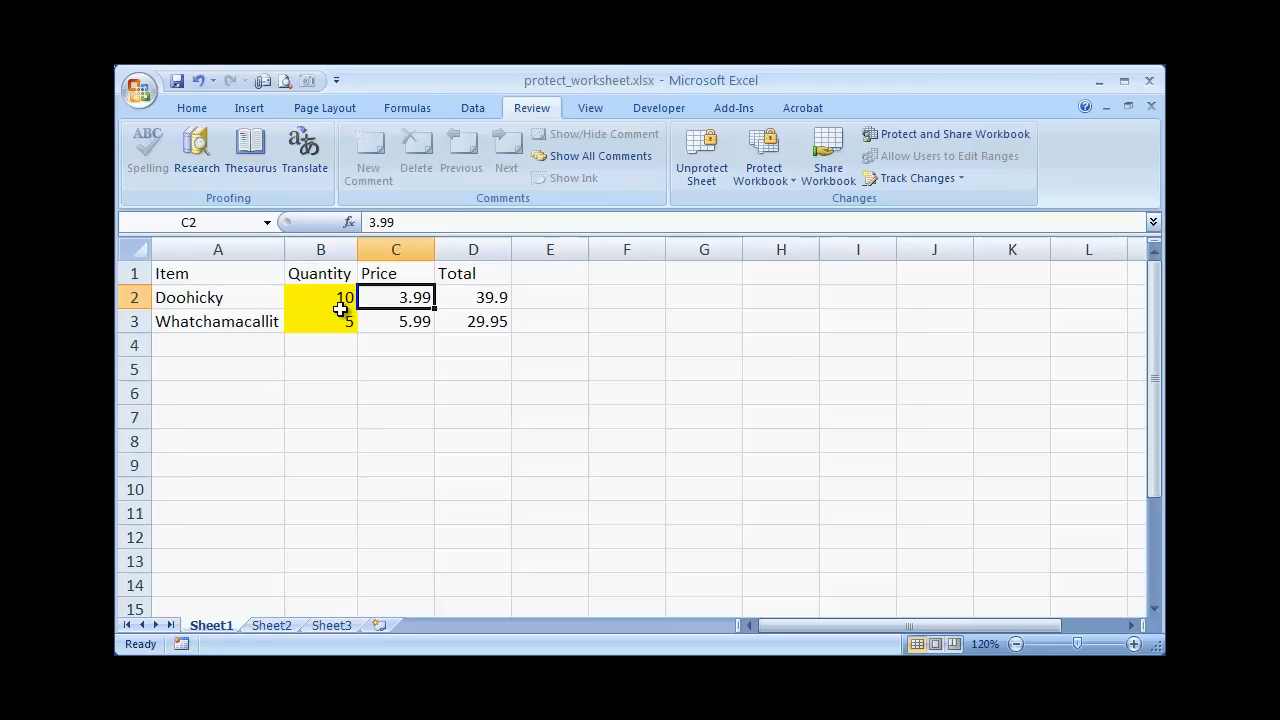 protect_worksheet.xlsx - Microsoft Excel
Home Insert Page Layout Formulas Data Review View Developer Add-Ins Acrobat
ABC
Spelling Research Thesaurus Translate
Proofing
New Comment Delete Previous Next
Show/Hide Comment
Show All Comments
Show Ink
Comments
Unprotect Sheet Protect Workbook Share Workbook
Protect and Share Workbook
Allow Users to Edit Ranges
Track Changes
Changes
C2 fx 3.99
A B C D E F G H I J K L
1 Item Quantity Price Total
2 Doohicky 10 3.99 39.9
3 Whatchamacallit 5 5.99 29.95
4
5
6
7
8
9
10
11
12
13
14
15
Sheet1 Sheet2 Sheet3
Ready 120%